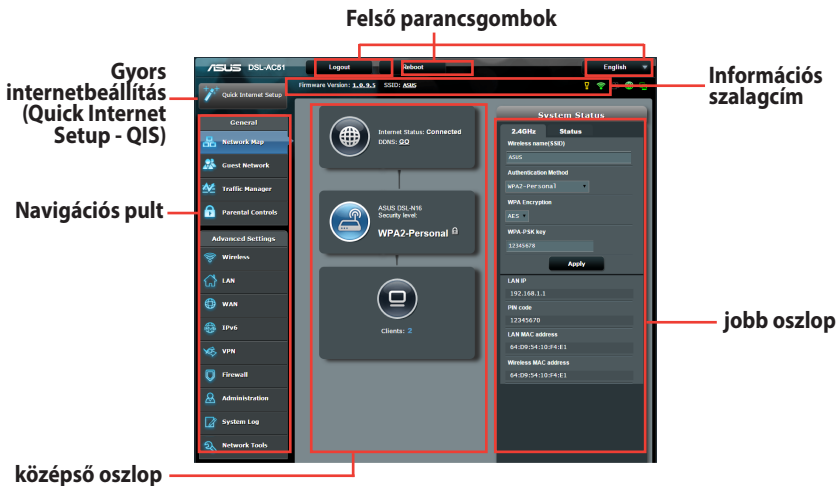 Felső parancsgombok
Gyors
internetbeállítás
(Quick Internet
Setup - QIS)
Navigációs pult
középső oszlop
Információs
szalagcím
jobb oszlop
ASUS DSL-AC51
Logout
Reboot
English
Quick Internet Setup
Firmware Version: 1.0.9.5 SSID: ASUS
General
Network Map
Guest Network
Traffic Manager
Parental Controls
Advanced Settings
Wireless
LAN
WAN
IPv6
VPN
Firewall
Administration
System Log
Network Tools
Internet Status: Connected
DDNS: GO
ASUS DSL-N16
Security level:
WPA2-Personal
Clients: 2
System Status
2.4GHz Status
Wireless name(SSID)
ASUS
Authentication Method
WPA2-Personal
WPA Encryption
AES
WPA-PSK key
12345678
Apply
LAN IP
192.168.1.1
PIN code
12345670
LAN MAC address
64:D9:54:10:F4:E1
Wireless MAC address
64:D9:54:10:F4:E1